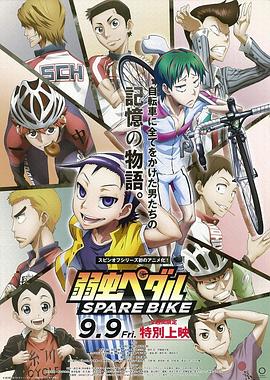 SCH
自転車に全てをかけた男たちの
記憶の物語。
スピンオフシリーズ初のアニメ化!
弱虫ペダル
SPARE BIKE
9.9 Fri.
特別上映